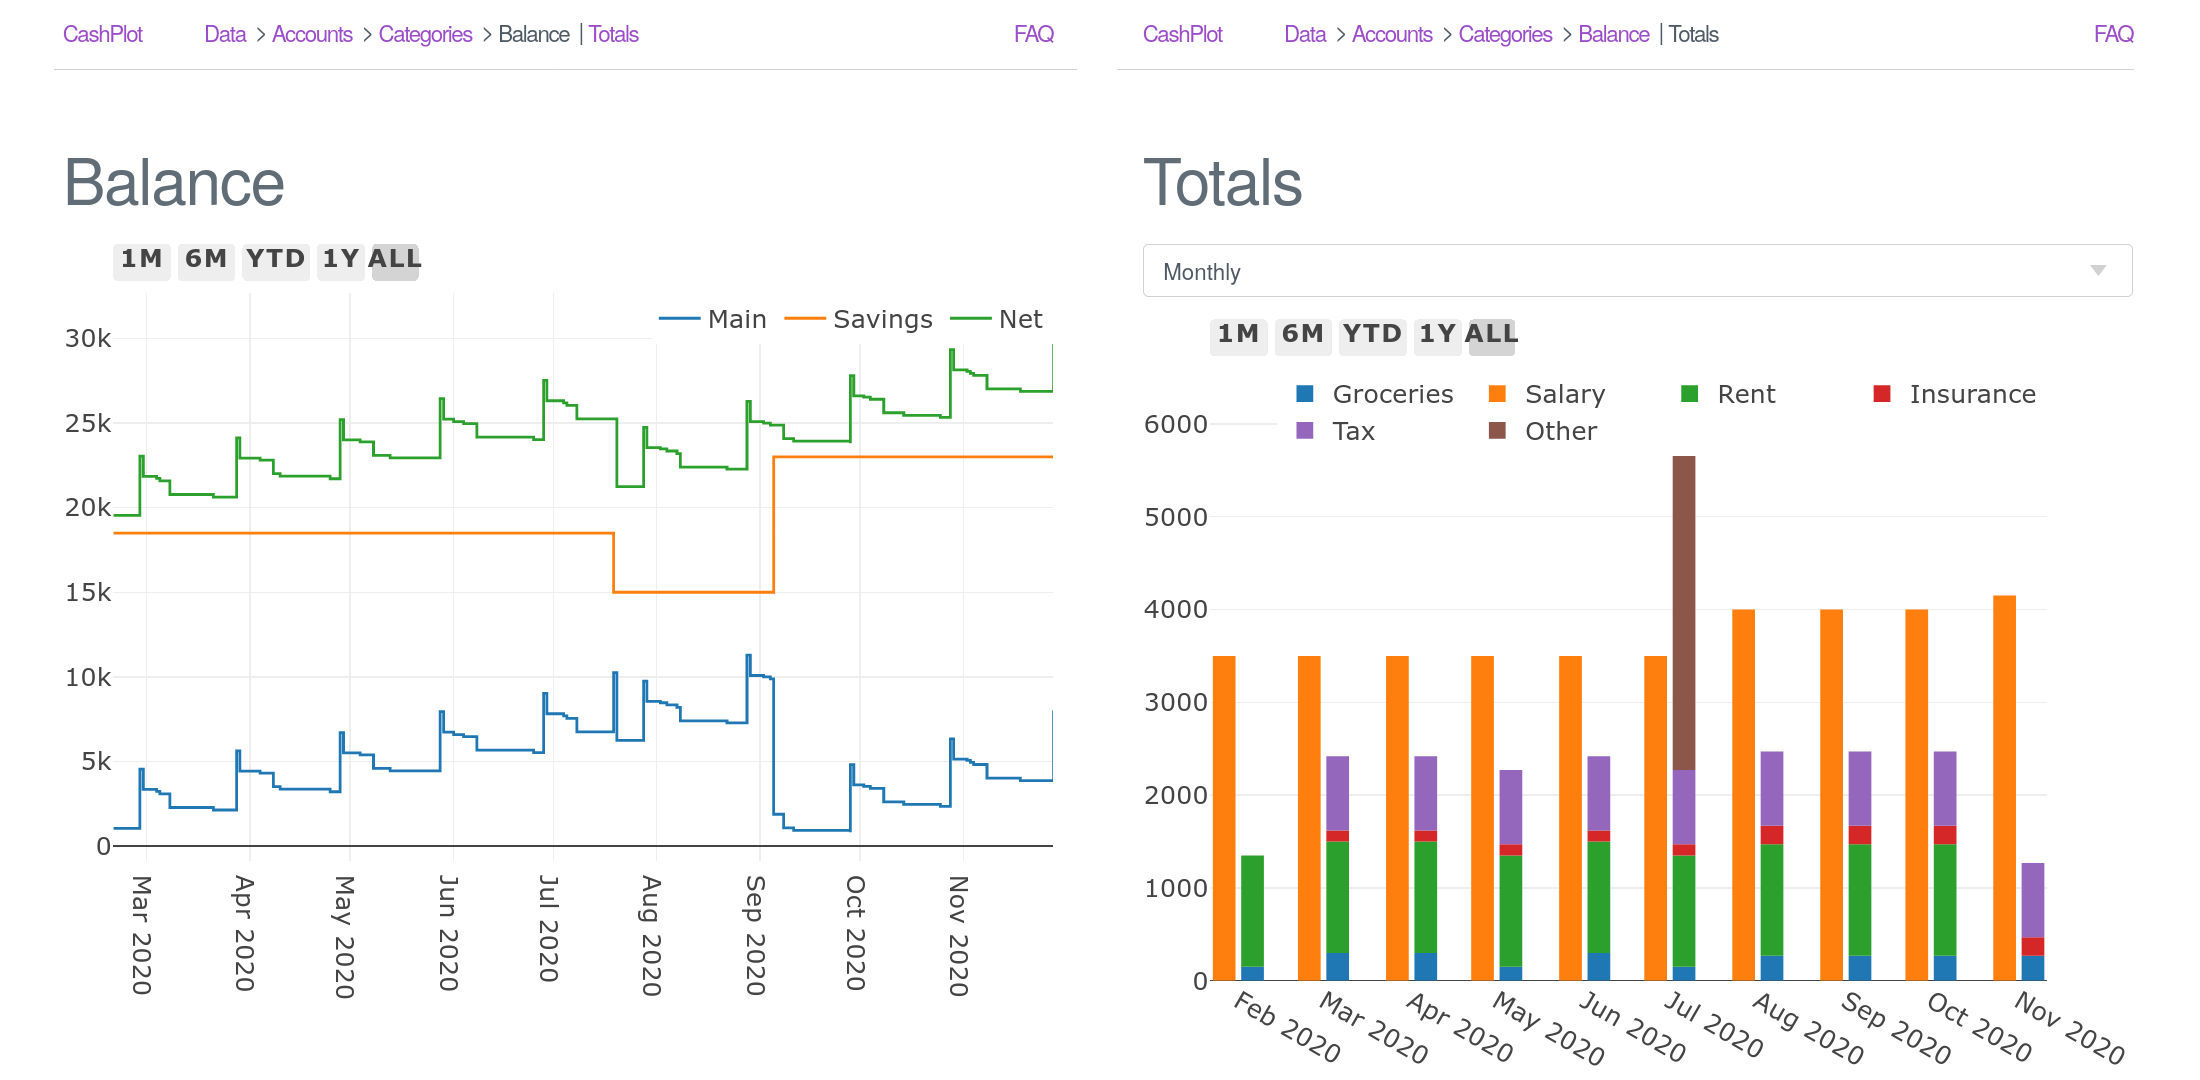 CashPlot Data > Accounts > Categories > Balance | Totals FAQ
Balance
1M 6M YTD 1Y ALL
Main Savings Net
30k
25k
20k
15k
10k
5k
0
Mar 2020 Apr 2020 May 2020 Jun 2020 Jul 2020 Aug 2020 Sep 2020 Oct 2020 Nov 2020
CashPlot Data > Accounts > Categories > Balance | Totals FAQ
Totals
Monthly
1M 6M YTD 1Y ALL
Groceries Salary Rent Insurance
Tax Other
6000
5000
4000
3000
2000
1000
0
Feb 2020 Mar 2020 Apr 2020 May 2020 Jun 2020 Jul 2020 Aug 2020 Sep 2020 Oct 2020 Nov 2020